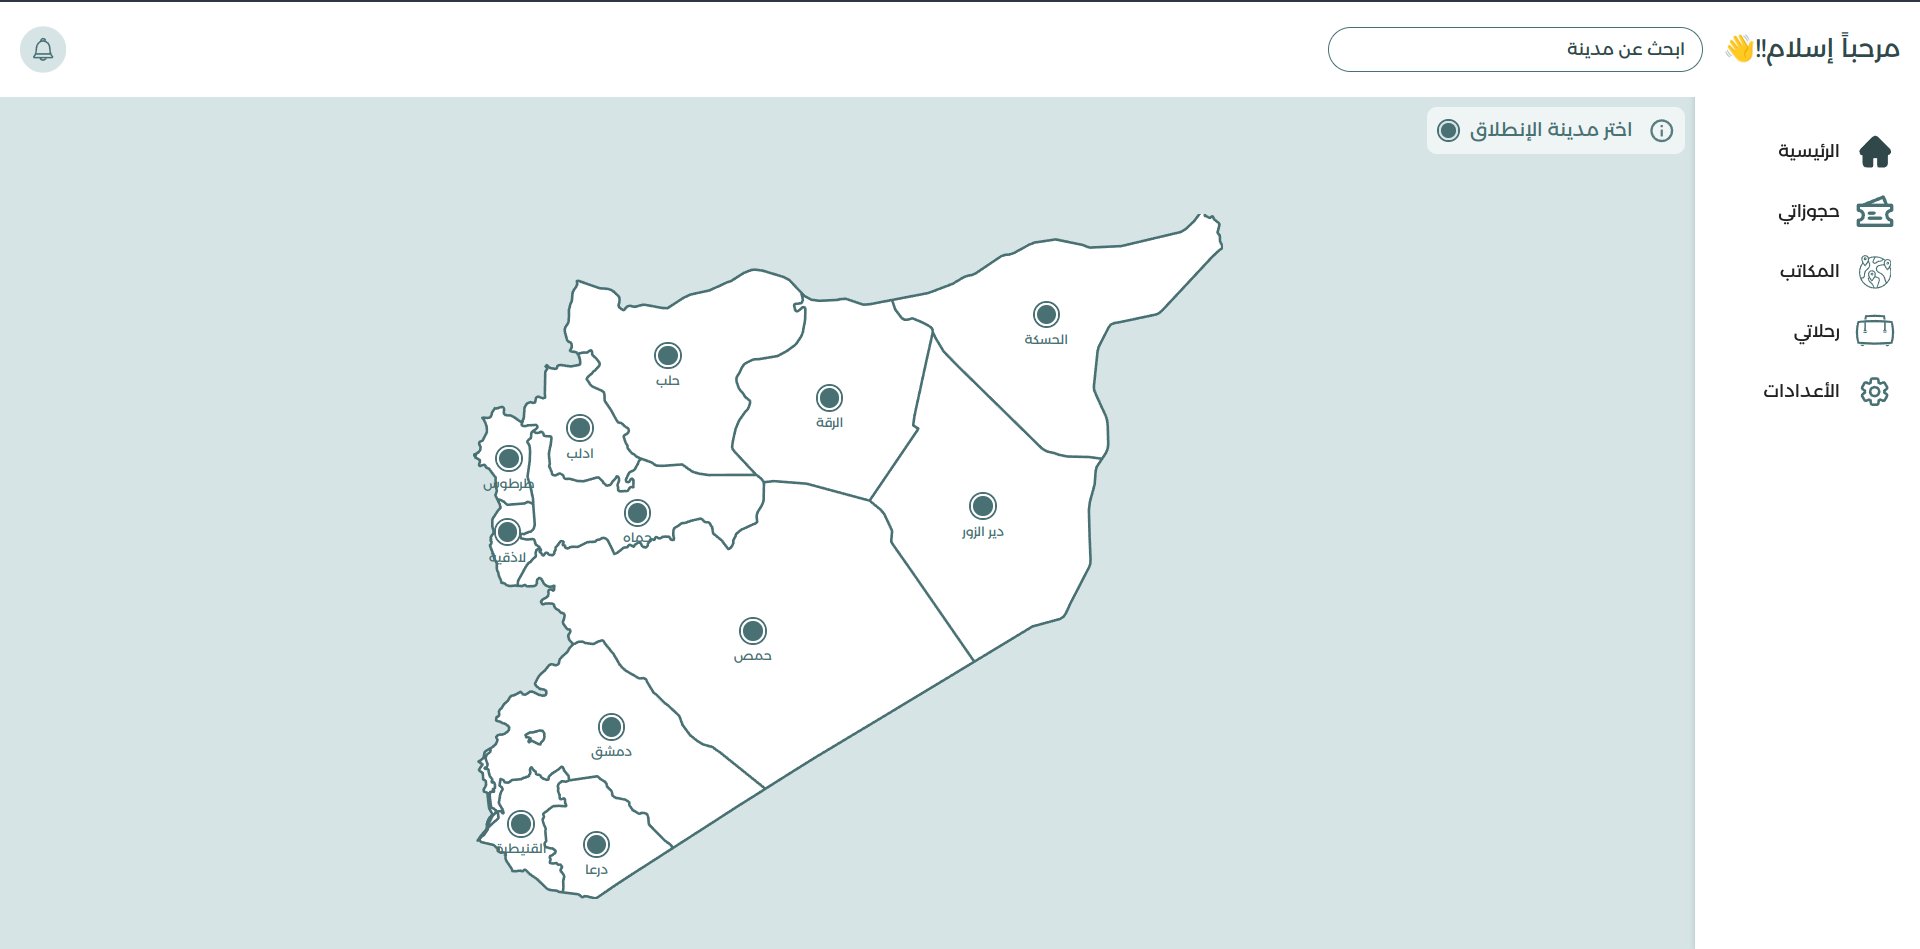 مرحباً إسلام!!👋
ابحث عن مدينة
اختر مدينة الإنطلاق
الرئيسية
حجوزاتي
المكاتب
رحلاتي
الأعدادات
الحسكة
حلب
الرقة
ادلب
طرطوس
حماه
دير الزور
لاذقية
حمص
دمشق
القنيطرة
درعا